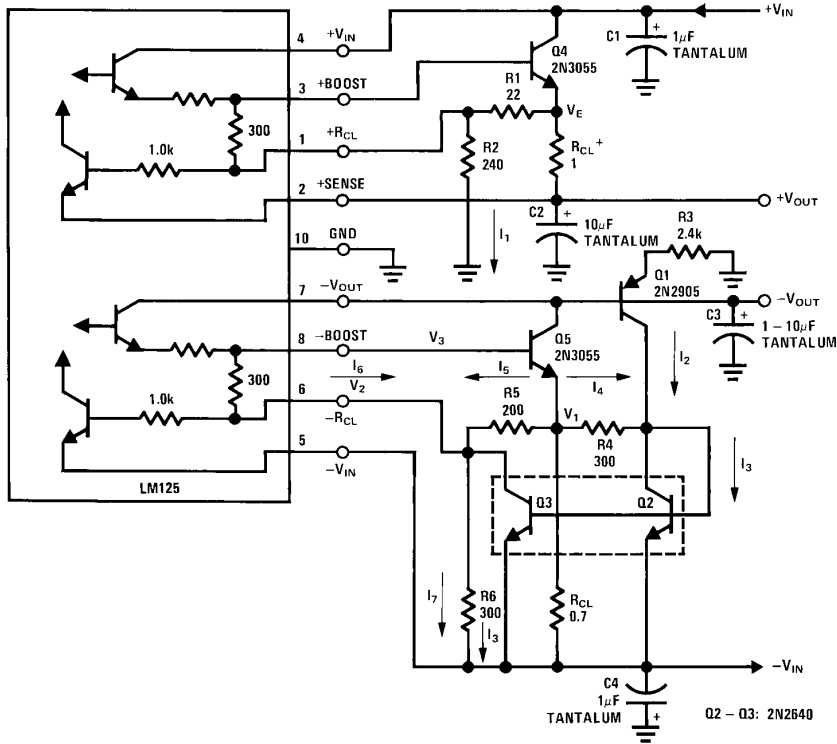 4 +VIN
+VIN
C1
1μF
TANTALUM
Q4
2N3055
3 +BOOST
R1
22
VE
300
1 +RCL
1.0k
R2
240
RCL+
1
2 +SENSE
+VOUT
I1
C2
10μF
TANTALUM
R3
2.4k
10 GND
Q1
2N2905
7 −VOUT
−VOUT
C3
1 – 10μF
TANTALUM
8 −BOOST
V3
Q5
2N3055
I2
I6
I5
I4
300
V2
1.0k
6
−RCL
R5
200
V1
R4
300
I3
5
−VIN
LM125
Q3
Q2
I7
R6
300
I3
RCL
0.7
−VIN
C4
1μF
TANTALUM
Q2 – Q3: 2N2640
+
+
+
+